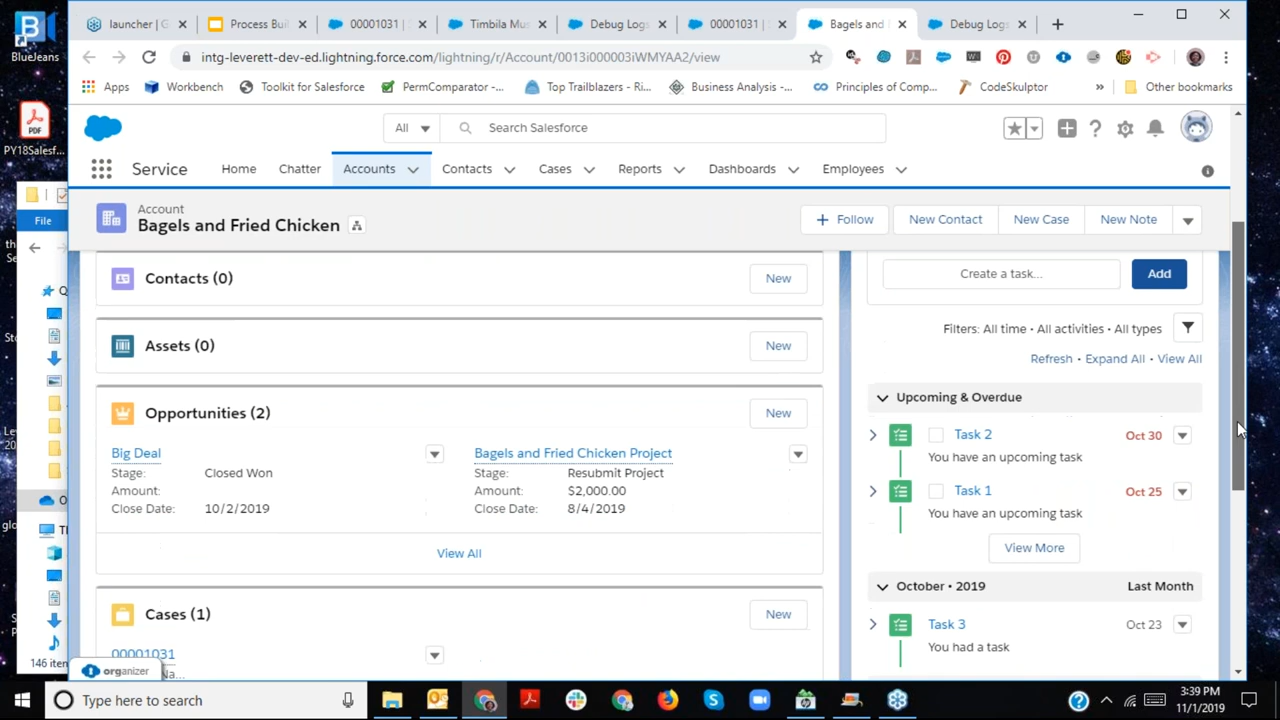 BlueJeans
launcher | G
Process Bui
00001031 | S
Timbila Mus
Debug Logs
00001031 | S
Bagels and
Debug Logs
intg-leverett-dev-ed.lightning.force.com/lightning/r/Account/0013i000003iWMYAA2/view
Apps
Workbench
Toolkit for Salesforce
PermComparator - ...
Top Trailblazers - Ri...
Business Analysis -...
Principles of Comp...
CodeSkulptor
»
Other bookmarks
PDF
PY18Salesf...
All
Search Salesforce
Service
Home
Chatter
Accounts
Contacts
Cases
Reports
Dashboards
Employees
File
Account
Bagels and Fried Chicken
+ Follow
New Contact
New Case
New Note
Contacts (0)
New
Assets (0)
New
Opportunities (2)
New
Big Deal
Stage: Closed Won
Amount:
Close Date: 10/2/2019
Bagels and Fried Chicken Project
Stage: Resubmit Project
Amount: $2,000.00
Close Date: 8/4/2019
View All
Cases (1)
New
00001031
Create a task...
Add
Filters: All time • All activities • All types
Refresh • Expand All • View All
Upcoming & Overdue
Task 2
Oct 30
You have an upcoming task
Task 1
Oct 25
You have an upcoming task
View More
October • 2019
Last Month
Task 3
Oct 23
You had a task
146 iten
organizer
Type here to search
3:39 PM
11/1/2019